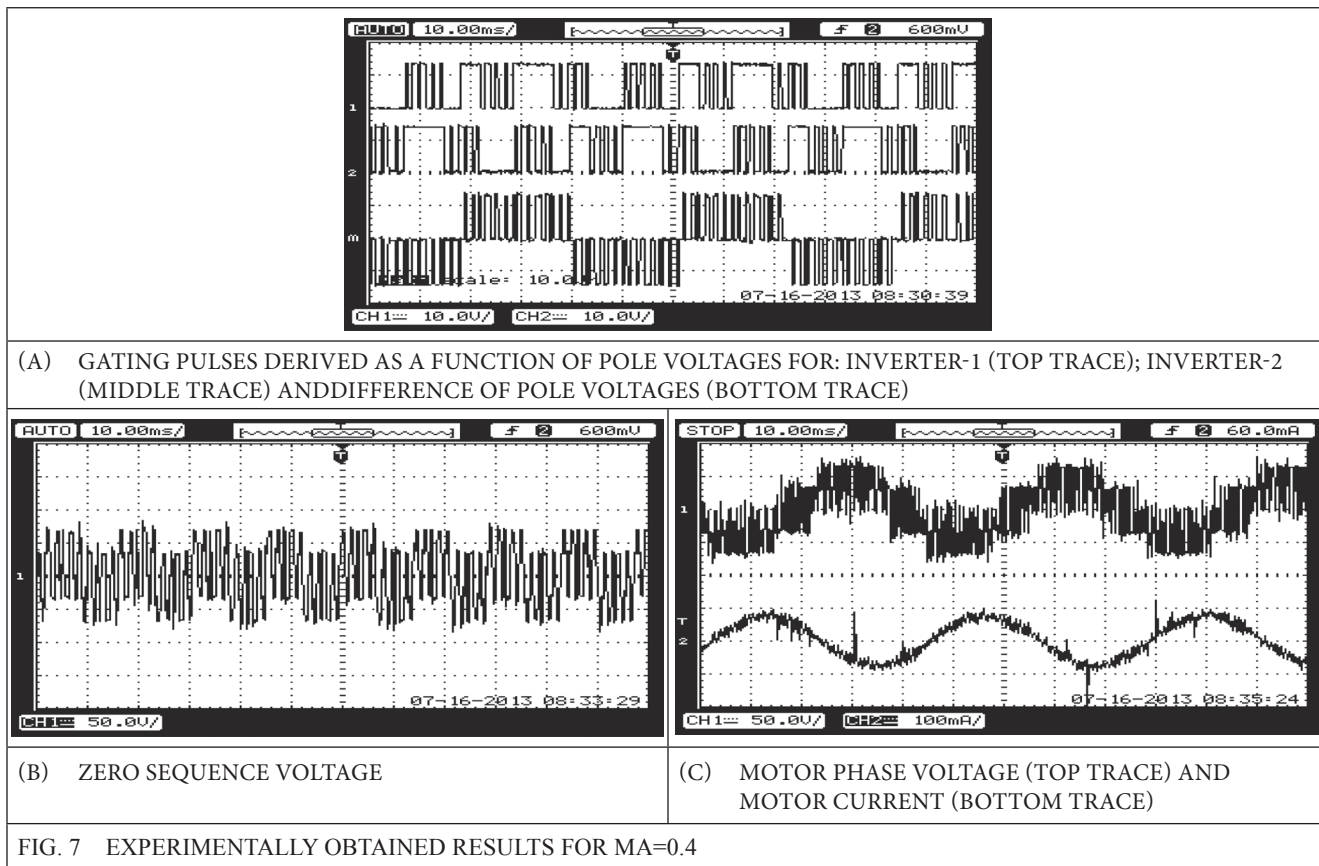 AUTO 10.00ms/ 600mV
T
1
2
m
scale: 10.0
07-16-2013 08:30:39
CH1 10.0V/ CH2 10.0V/
(A) GATING PULSES DERIVED AS A FUNCTION OF POLE VOLTAGES FOR: INVERTER-1 (TOP TRACE); INVERTER-2
(MIDDLE TRACE) ANDDIFFERENCE OF POLE VOLTAGES (BOTTOM TRACE)
AUTO 10.00ms/ 2 600mV
T
1
07-16-2013 08:33:29
CH1 50.0V/
(B) ZERO SEQUENCE VOLTAGE
STOP 10.00ms/ 2 60.0mA
T
1
T
2
07-16-2013 08:35:24
CH1 50.0V/ CH2 100mA/
(C) MOTOR PHASE VOLTAGE (TOP TRACE) AND
MOTOR CURRENT (BOTTOM TRACE)
FIG. 7 EXPERIMENTALLY OBTAINED RESULTS FOR MA=0.4